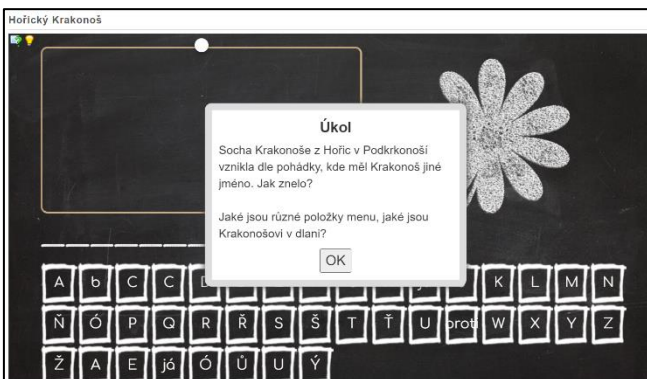 Hořický Krakonoš
Úkol
Socha Krakonoše z Hořic v Podkrkonoší
vznikla dle pohádky, kde měl Krakonoš jiné
jméno. Jak znelo?
Jaké jsou různé položky menu, jaké jsou
Krakonošovi v dlani?
OK
A b C C K L M N
Ň Ó P Q R Ř S Š T Ť U proti W X Y Z
Ž A E já Ó Ů U Ý